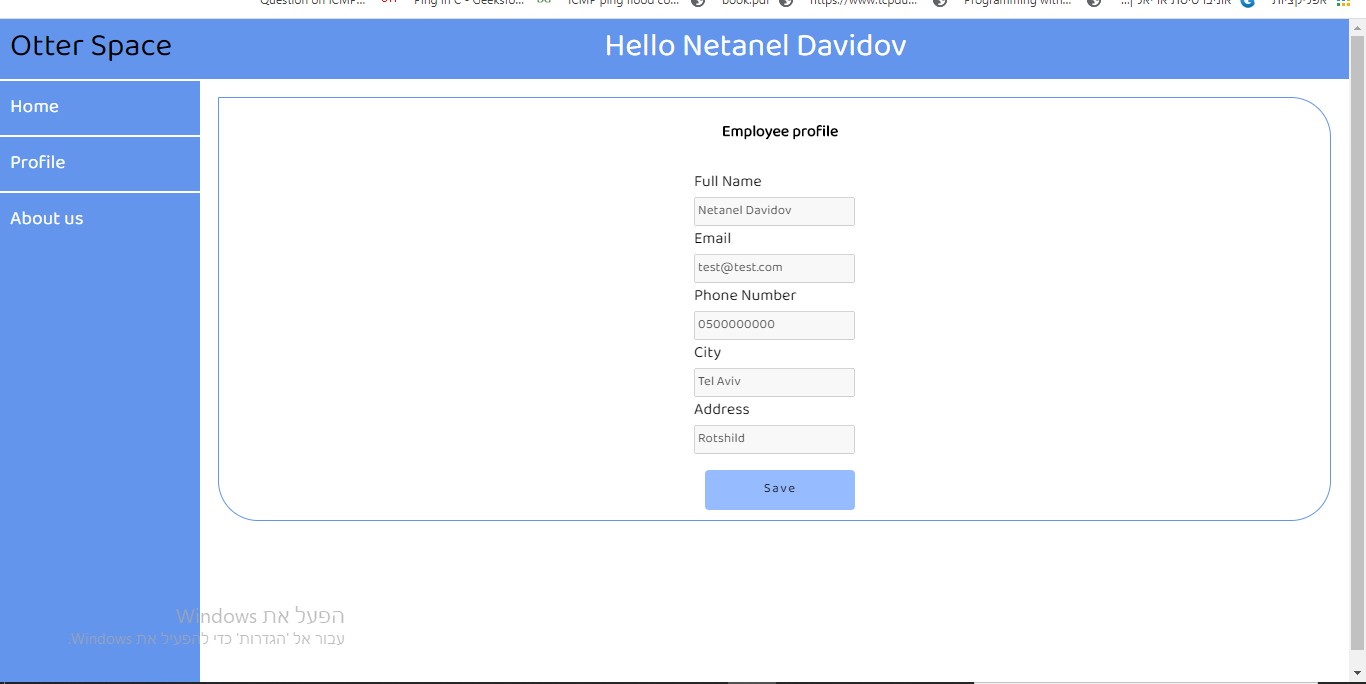 Question on ICMP... Ping in C - Geeksfo... ICMP ping flood co... book.pdf https://www.tcpdu... Programming with... אוניברסיטת אריאל |... אפליקציות
Otter Space
Hello Netanel Davidov
Home
Profile
About us
Employee profile
Full Name
Netanel Davidov
Email
test@test.com
Phone Number
0500000000
City
Tel Aviv
Address
Rotshild
Save
הפעל את Windows
עבור אל 'הגדרות' כדי להפעיל את Windows.